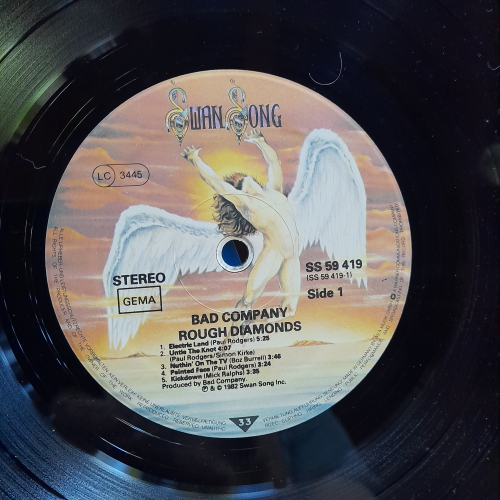 SWAN SONG
LC 3445
STEREO
GEMA
SS 59 419
(SS 59 419-1)
Side 1
BAD COMPANY
ROUGH DIAMONDS
1. Electric Land (Paul Rodgers) 5:25
2. Untie The Knot 4:07
(Paul Rodgers/Simon Kirke)
3. Nuthin' On The TV (Boz Burrell) 3:46
4. Painted Face (Paul Rodgers) 3:24
5. Kickdown (Mick Ralphs) 3:35
Produced by Bad Company.
℗ & © 1982 Swan Song Inc.
33